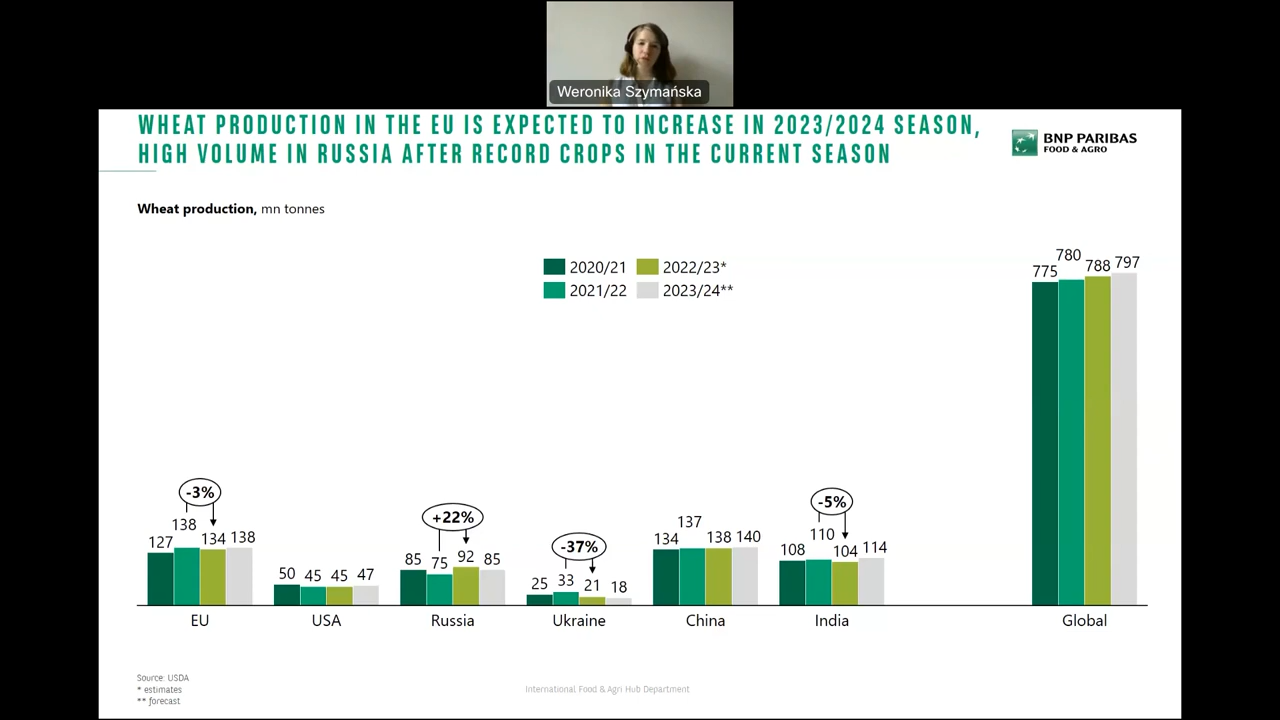 Weronika Szymańska
WHEAT PRODUCTION IN THE EU IS EXPECTED TO INCREASE IN 2023/2024 SEASON,
HIGH VOLUME IN RUSSIA AFTER RECORD CROPS IN THE CURRENT SEASON
BNP PARIBAS
FOOD & AGRO
Wheat production, mn tonnes
2020/21 2022/23*
2021/22 2023/24**
775 780 788 797
-3%
127 138 134 138
50 45 45 47
+22%
85 75 92 85
-37%
25 33 21 18
134 137 138 140
-5%
108 110 104 114
EU USA Russia Ukraine China India Global
Source: USDA
* estimates
** forecast
International Food & Agri Hub Department